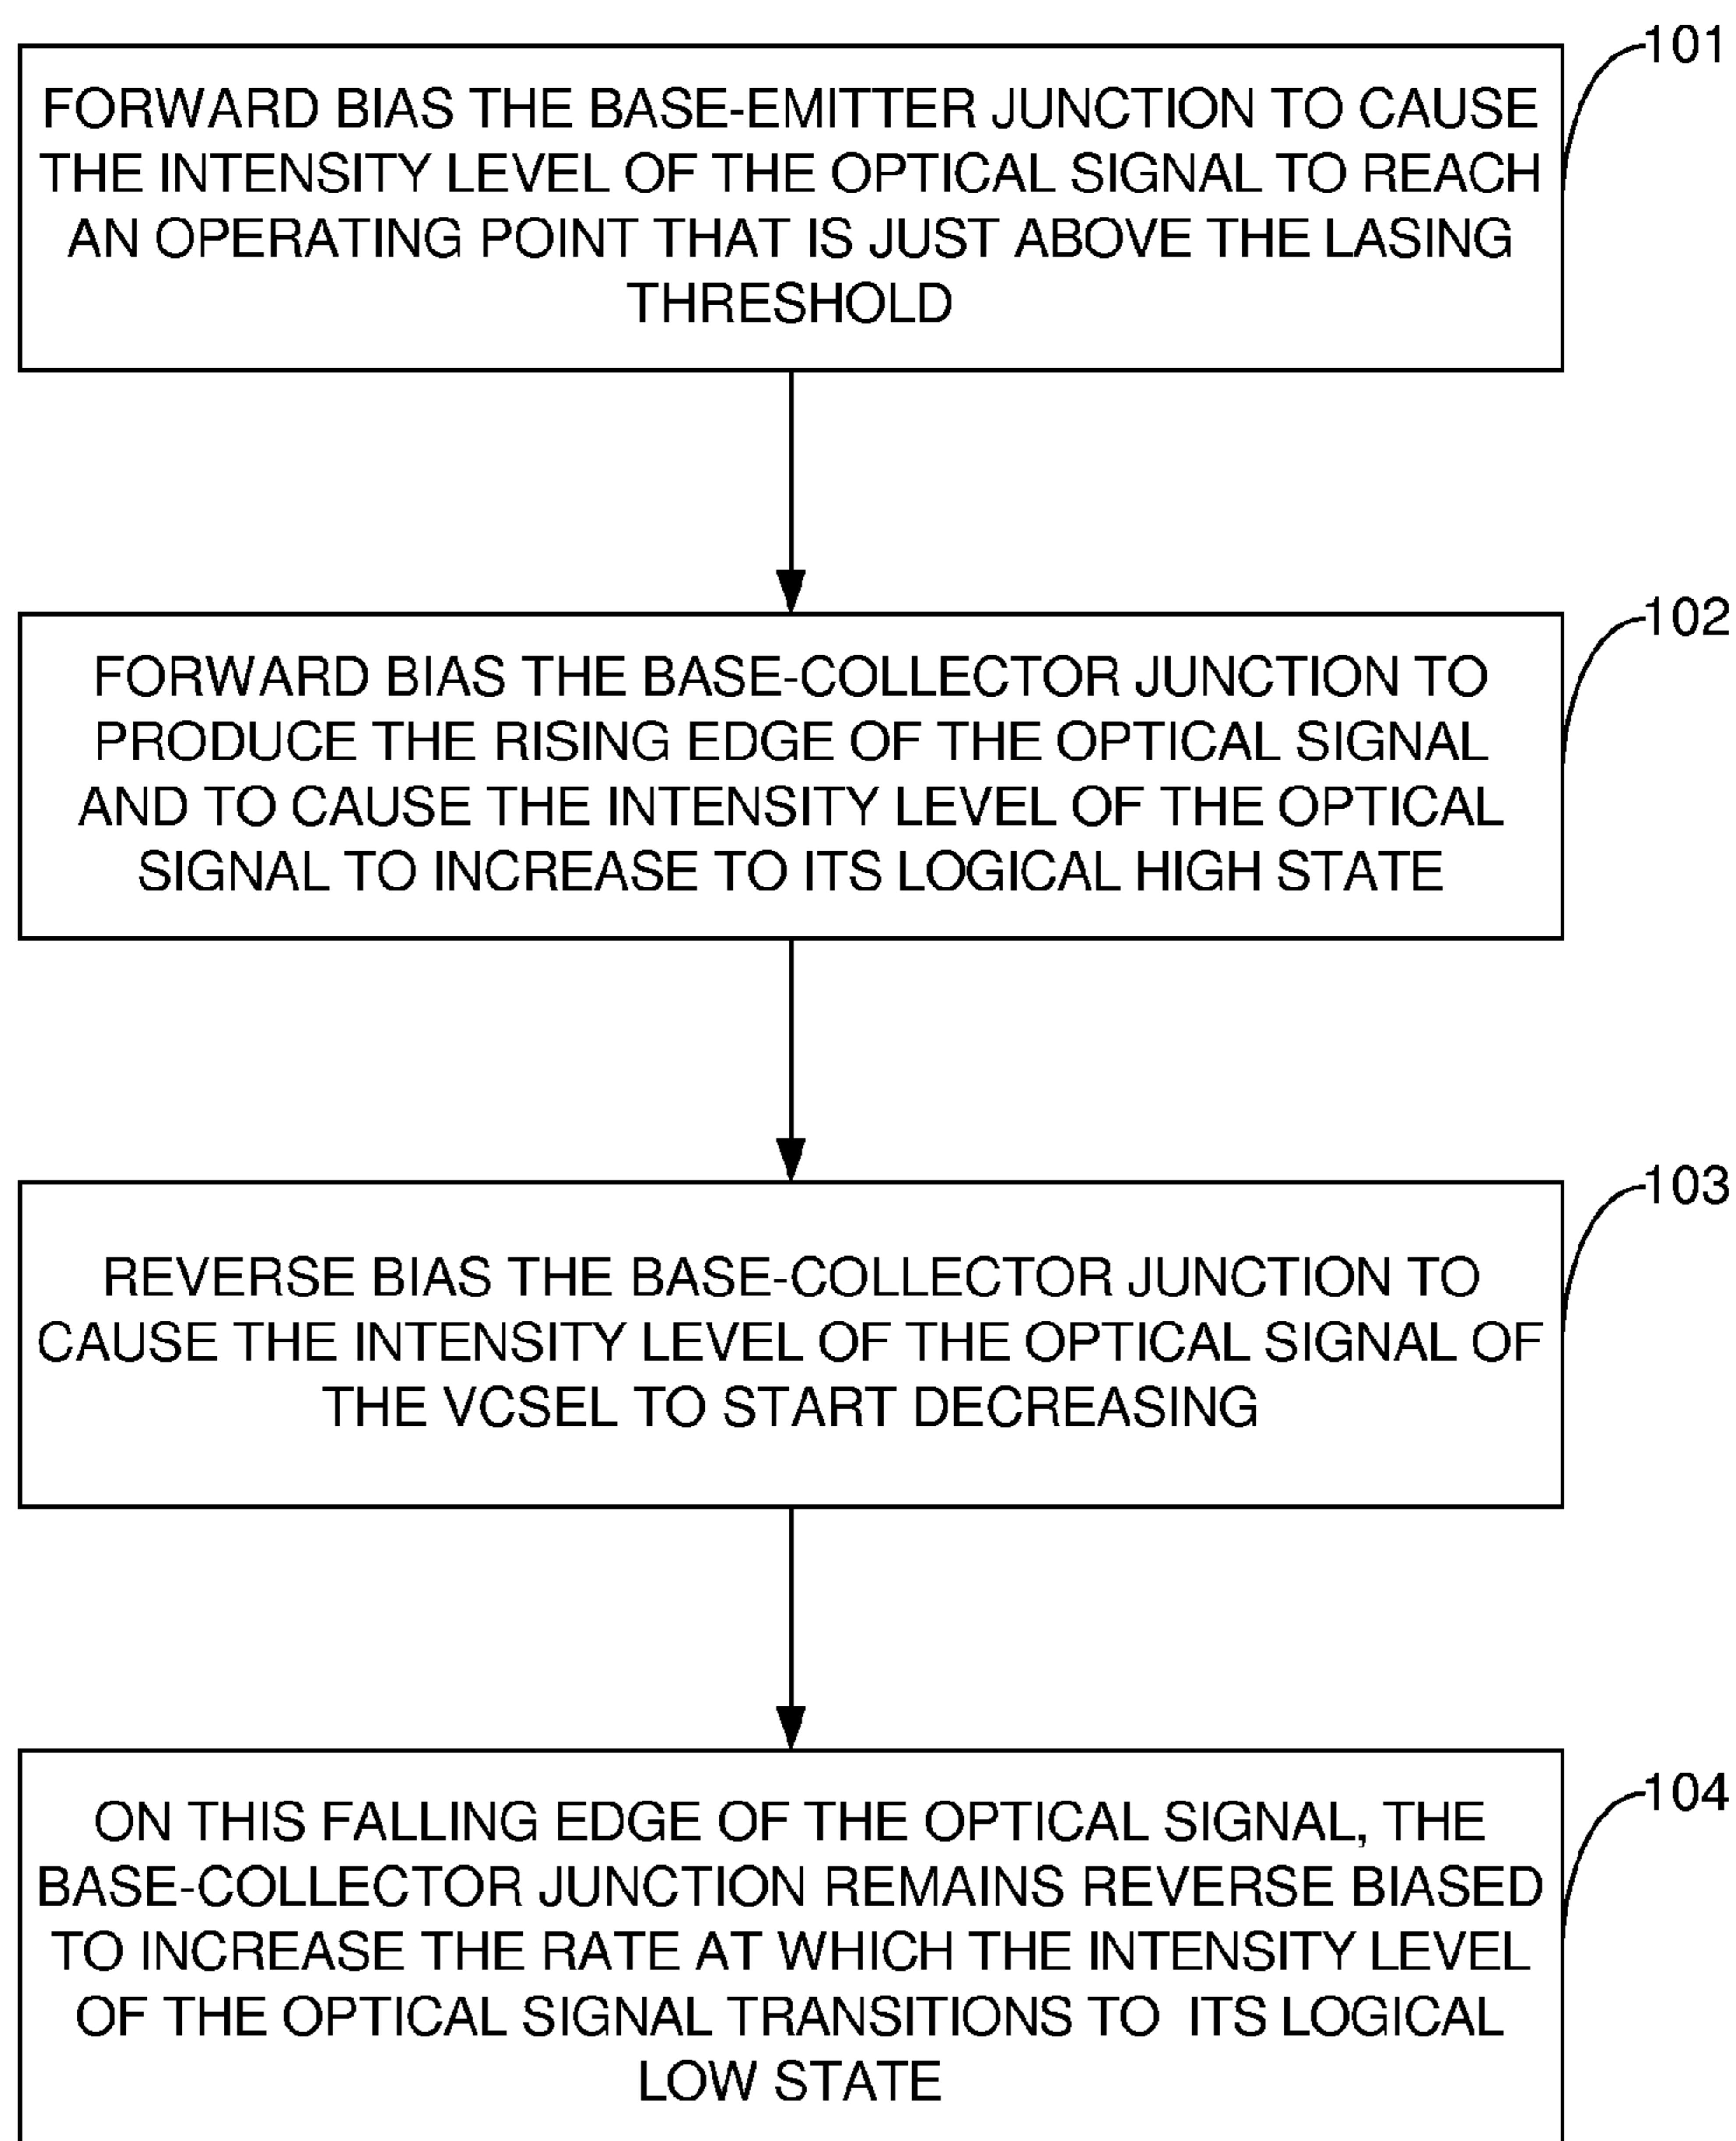 101
FORWARD BIAS THE BASE-EMITTER JUNCTION TO CAUSE
THE INTENSITY LEVEL OF THE OPTICAL SIGNAL TO REACH
AN OPERATING POINT THAT IS JUST ABOVE THE LASING
THRESHOLD
102
FORWARD BIAS THE BASE-COLLECTOR JUNCTION TO
PRODUCE THE RISING EDGE OF THE OPTICAL SIGNAL
AND TO CAUSE THE INTENSITY LEVEL OF THE OPTICAL
SIGNAL TO INCREASE TO ITS LOGICAL HIGH STATE
103
REVERSE BIAS THE BASE-COLLECTOR JUNCTION TO
CAUSE THE INTENSITY LEVEL OF THE OPTICAL SIGNAL OF
THE VCSEL TO START DECREASING
104
ON THIS FALLING EDGE OF THE OPTICAL SIGNAL, THE
BASE-COLLECTOR JUNCTION REMAINS REVERSE BIASED
TO INCREASE THE RATE AT WHICH THE INTENSITY LEVEL
OF THE OPTICAL SIGNAL TRANSITIONS TO ITS LOGICAL
LOW STATE